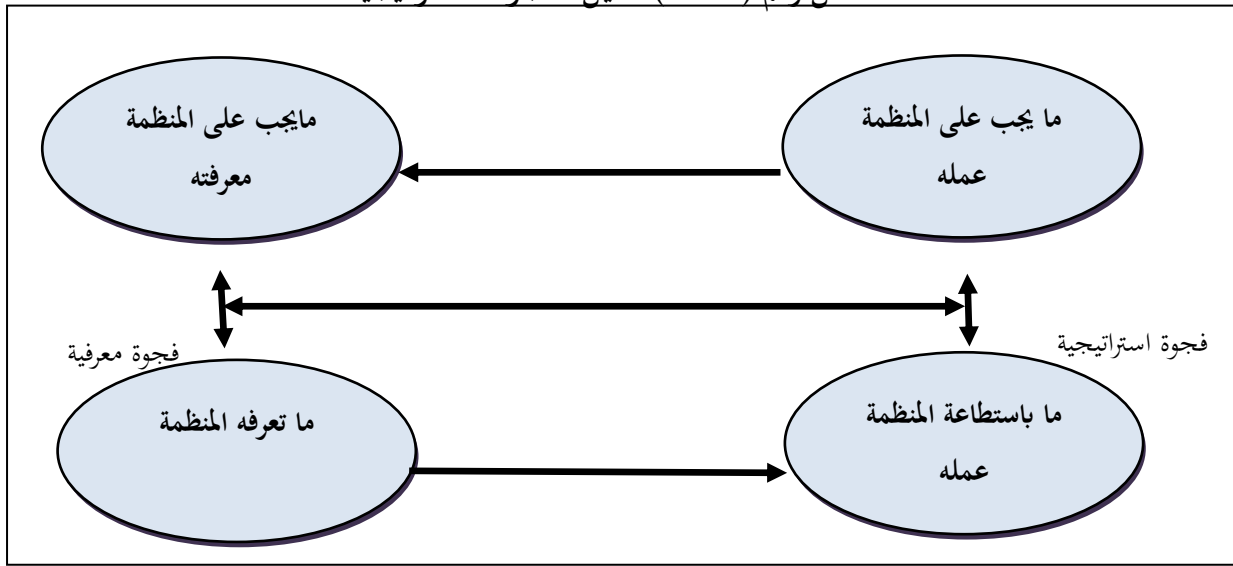 ما يجب على المنظمة
عمله
مايجب على المنظمة
معرفته
فجوة استراتيجية
فجوة معرفية
ما باستطاعة المنظمة
عمله
ما تعرفه المنظمة